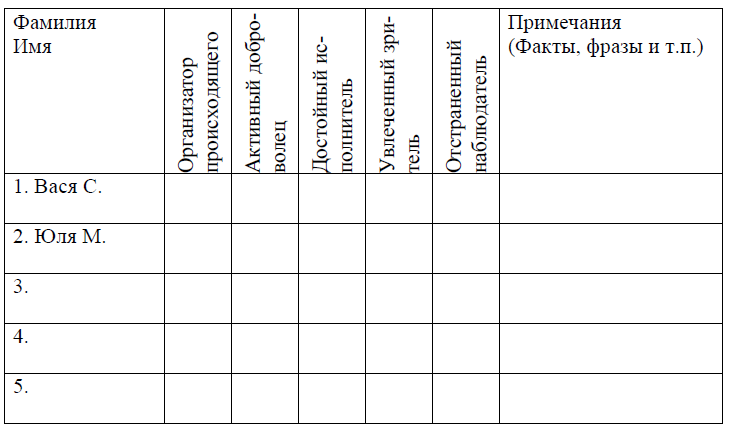 Фамилия
Имя
Организатор
происходящего
Активный добро-
волец
Достойный ис-
полнитель
Увлеченный зри-
тель
Отстраненный
наблюдатель
Примечания
(Факты, фразы и т.п.)
1. Вася С.
2. Юля М.
3.
4.
5.